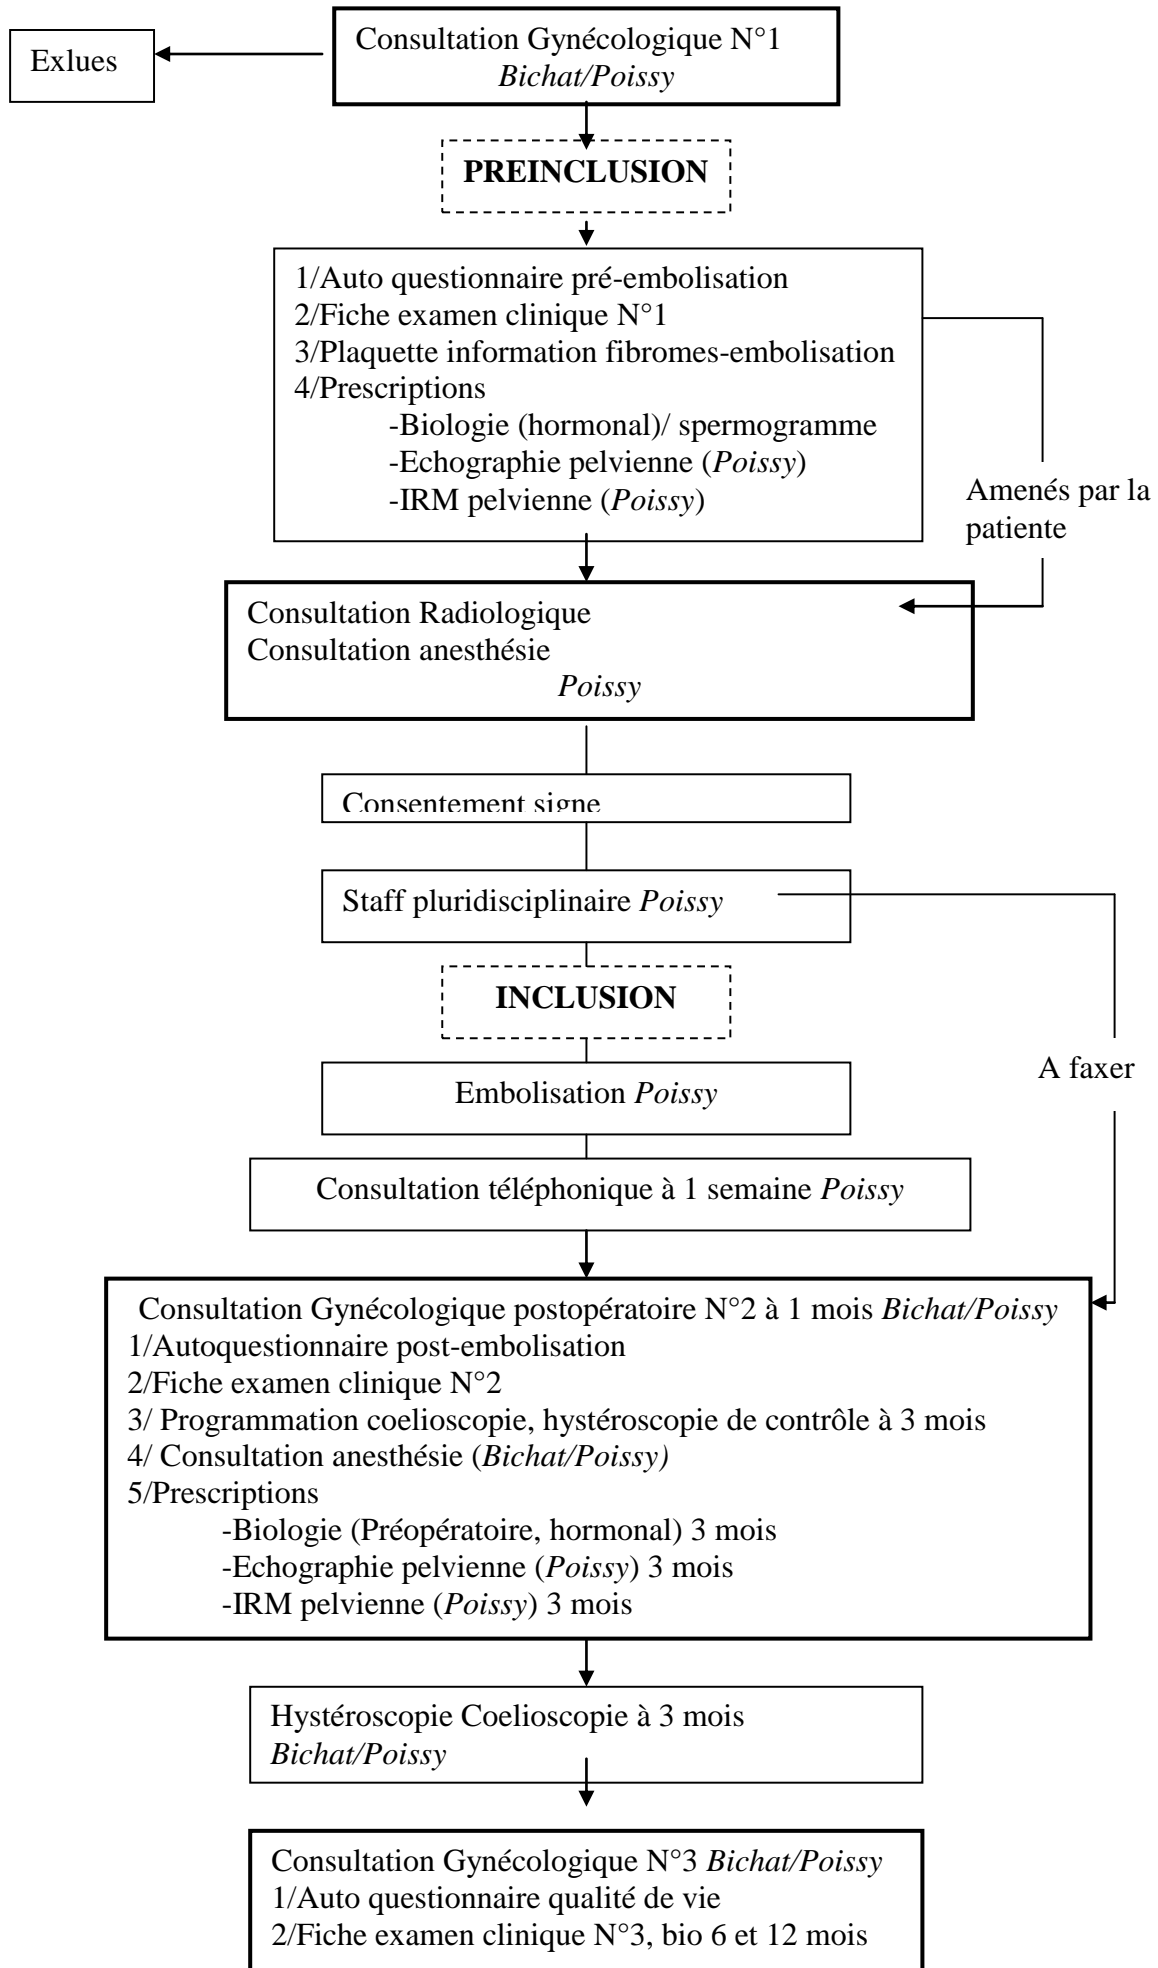 Consultation Gynécologique N°1
Bichat/Poissy
Exlues
PREINCLUSION
1/Auto questionnaire pré-embolisation
2/Fiche examen clinique N°1
3/Plaquette information fibromes-embolisation
4/Prescriptions
-Biologie (hormonal)/ spermogramme
-Echographie pelvienne (Poissy)
-IRM pelvienne (Poissy)
Amenés par la
patiente
Consultation Radiologique
Consultation anesthésie
Poissy
Consentement signe
Staff pluridisciplinaire Poissy
INCLUSION
A faxer
Embolisation Poissy
Consultation téléphonique à 1 semaine Poissy
Consultation Gynécologique postopératoire N°2 à 1 mois Bichat/Poissy
1/Autoquestionnaire post-embolisation
2/Fiche examen clinique N°2
3/ Programmation coelioscopie, hystéroscopie de contrôle à 3 mois
4/ Consultation anesthésie (Bichat/Poissy)
5/Prescriptions
-Biologie (Préopératoire, hormonal) 3 mois
-Echographie pelvienne (Poissy) 3 mois
-IRM pelvienne (Poissy) 3 mois
Hystéroscopie Coelioscopie à 3 mois
Bichat/Poissy
Consultation Gynécologique N°3 Bichat/Poissy
1/Auto questionnaire qualité de vie
2/Fiche examen clinique N°3, bio 6 et 12 mois